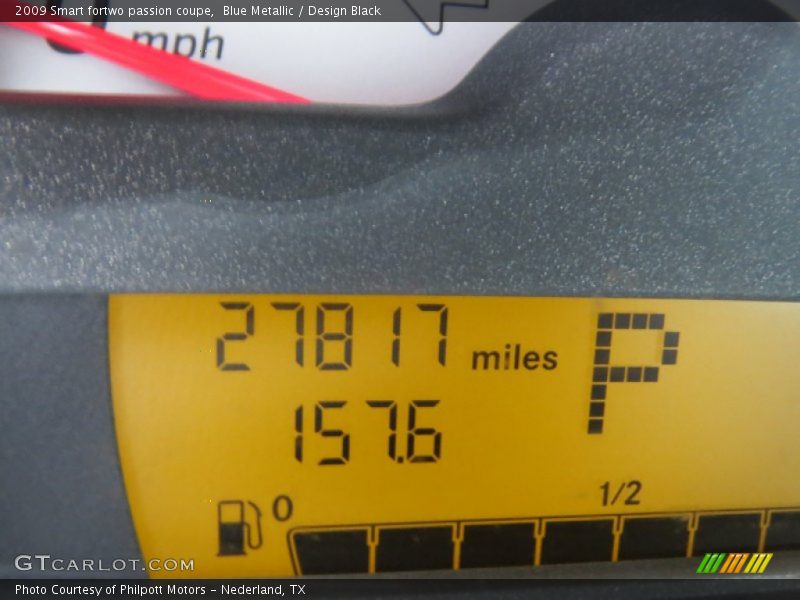 2009 Smart fortwo passion coupe,  Blue Metallic / Design Black
0 mph
27817 miles P
157.6
0 1/2
GTCARLOT.COM
Photo Courtesy of Philpott Motors - Nederland, TX